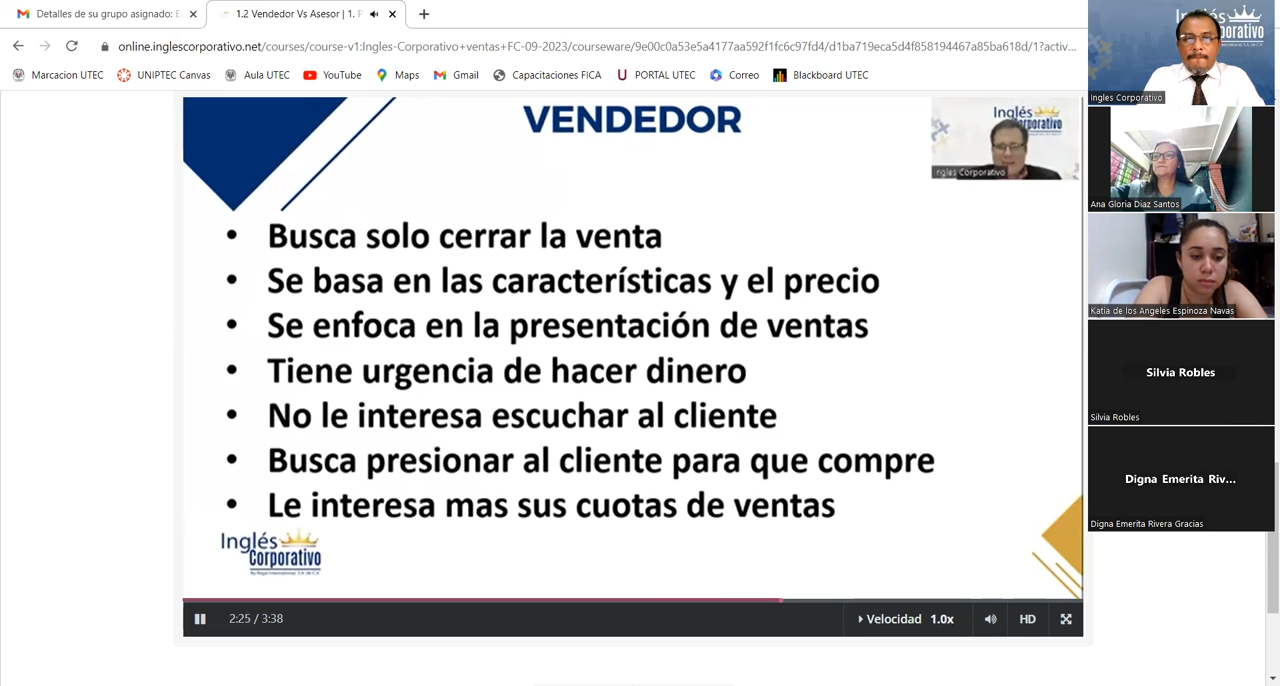 Detalles de su grupo asignado: E
1.2 Vendedor Vs Asesor | 1. P
online.inglescorporativo.net/courses/course-v1:Ingles-Corporativo+ventas+FC-09-2023/courseware/9e00c0a53e5a4177aa592f1fc6c97fd4/d1ba719eca5d4f858194467a85ba618d/1?activ...
Marcacion UTEC
UNIPTEC Canvas
Aula UTEC
YouTube
Maps
Gmail
Capacitaciones FICA
PORTAL UTEC
Correo
Blackboard UTEC
VENDEDOR
Inglés
Corporativo
ngles Corporativo
• Busca solo cerrar la venta
• Se basa en las características y el precio
• Se enfoca en la presentación de ventas
• Tiene urgencia de hacer dinero
• No le interesa escuchar al cliente
• Busca presionar al cliente para que compre
• Le interesa mas sus cuotas de ventas
Inglés
Corporativo
2:25 / 3:38
Velocidad 1.0x
HD
Inglés
Ingles Corporativo
Ana Gloria Diaz Santos
Katia de los Angeles Espinoza Navas
Silvia Robles
Silvia Robles
Digna Emerita Riv...
Digna Emerita Rivera Gracias